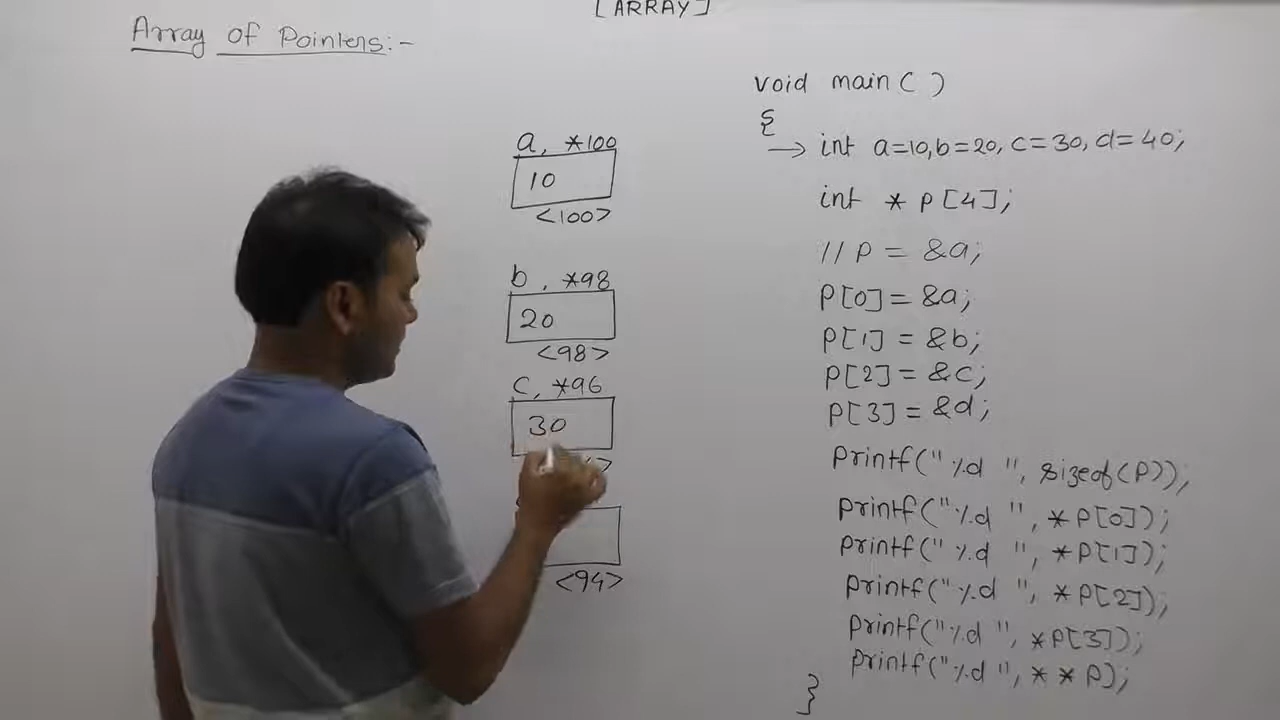 [ARRAY]
Array of Pointers:-
a, *100
10
<100>
b, *98
20
<98>
c, *96
30
<94>
void main( )
{
→ int a=10,b=20, c=30, d=40;
int * p[4];
// p = &a;
p[0]= &a;
p[1] = &b;
p[2] = &c;
p[3] = &d;
printf("%d ", sizeof(p));
printf("%d ", *p[0]);
printf("%d ", *p[1]);
printf("%d ", *p[2]);
printf("%d ", *p[3]);
printf("%d ", * * p);
}